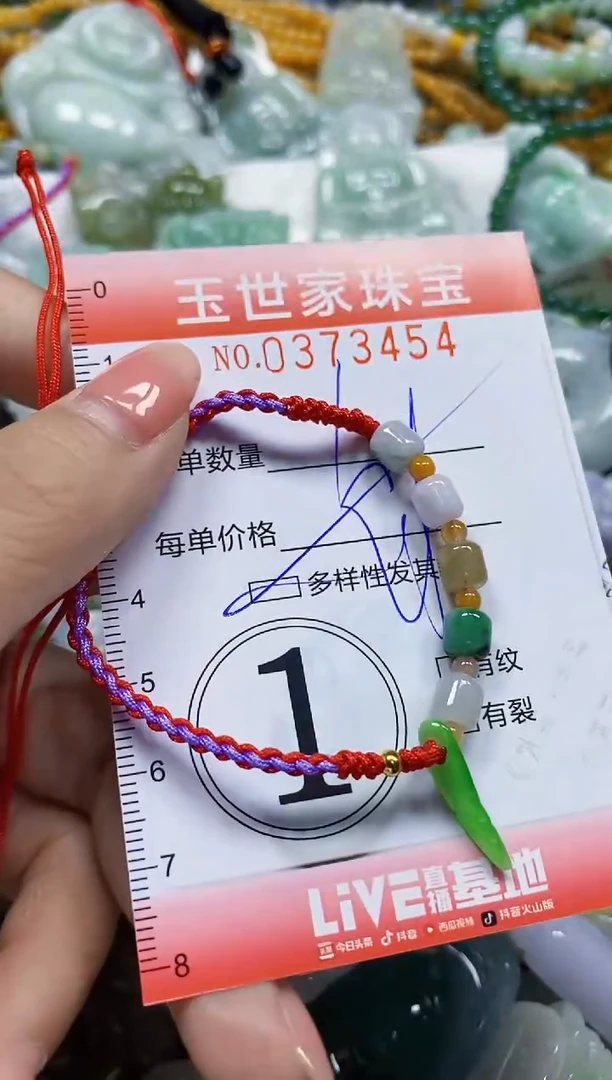 0
玉世家珠宝
NO.0373454
1
单数量
每单价格
多样性发其
4
有纹
5
有裂
1
6
7
LiVE直播基地
今日头条 抖音 西瓜视频 抖音火山版
8